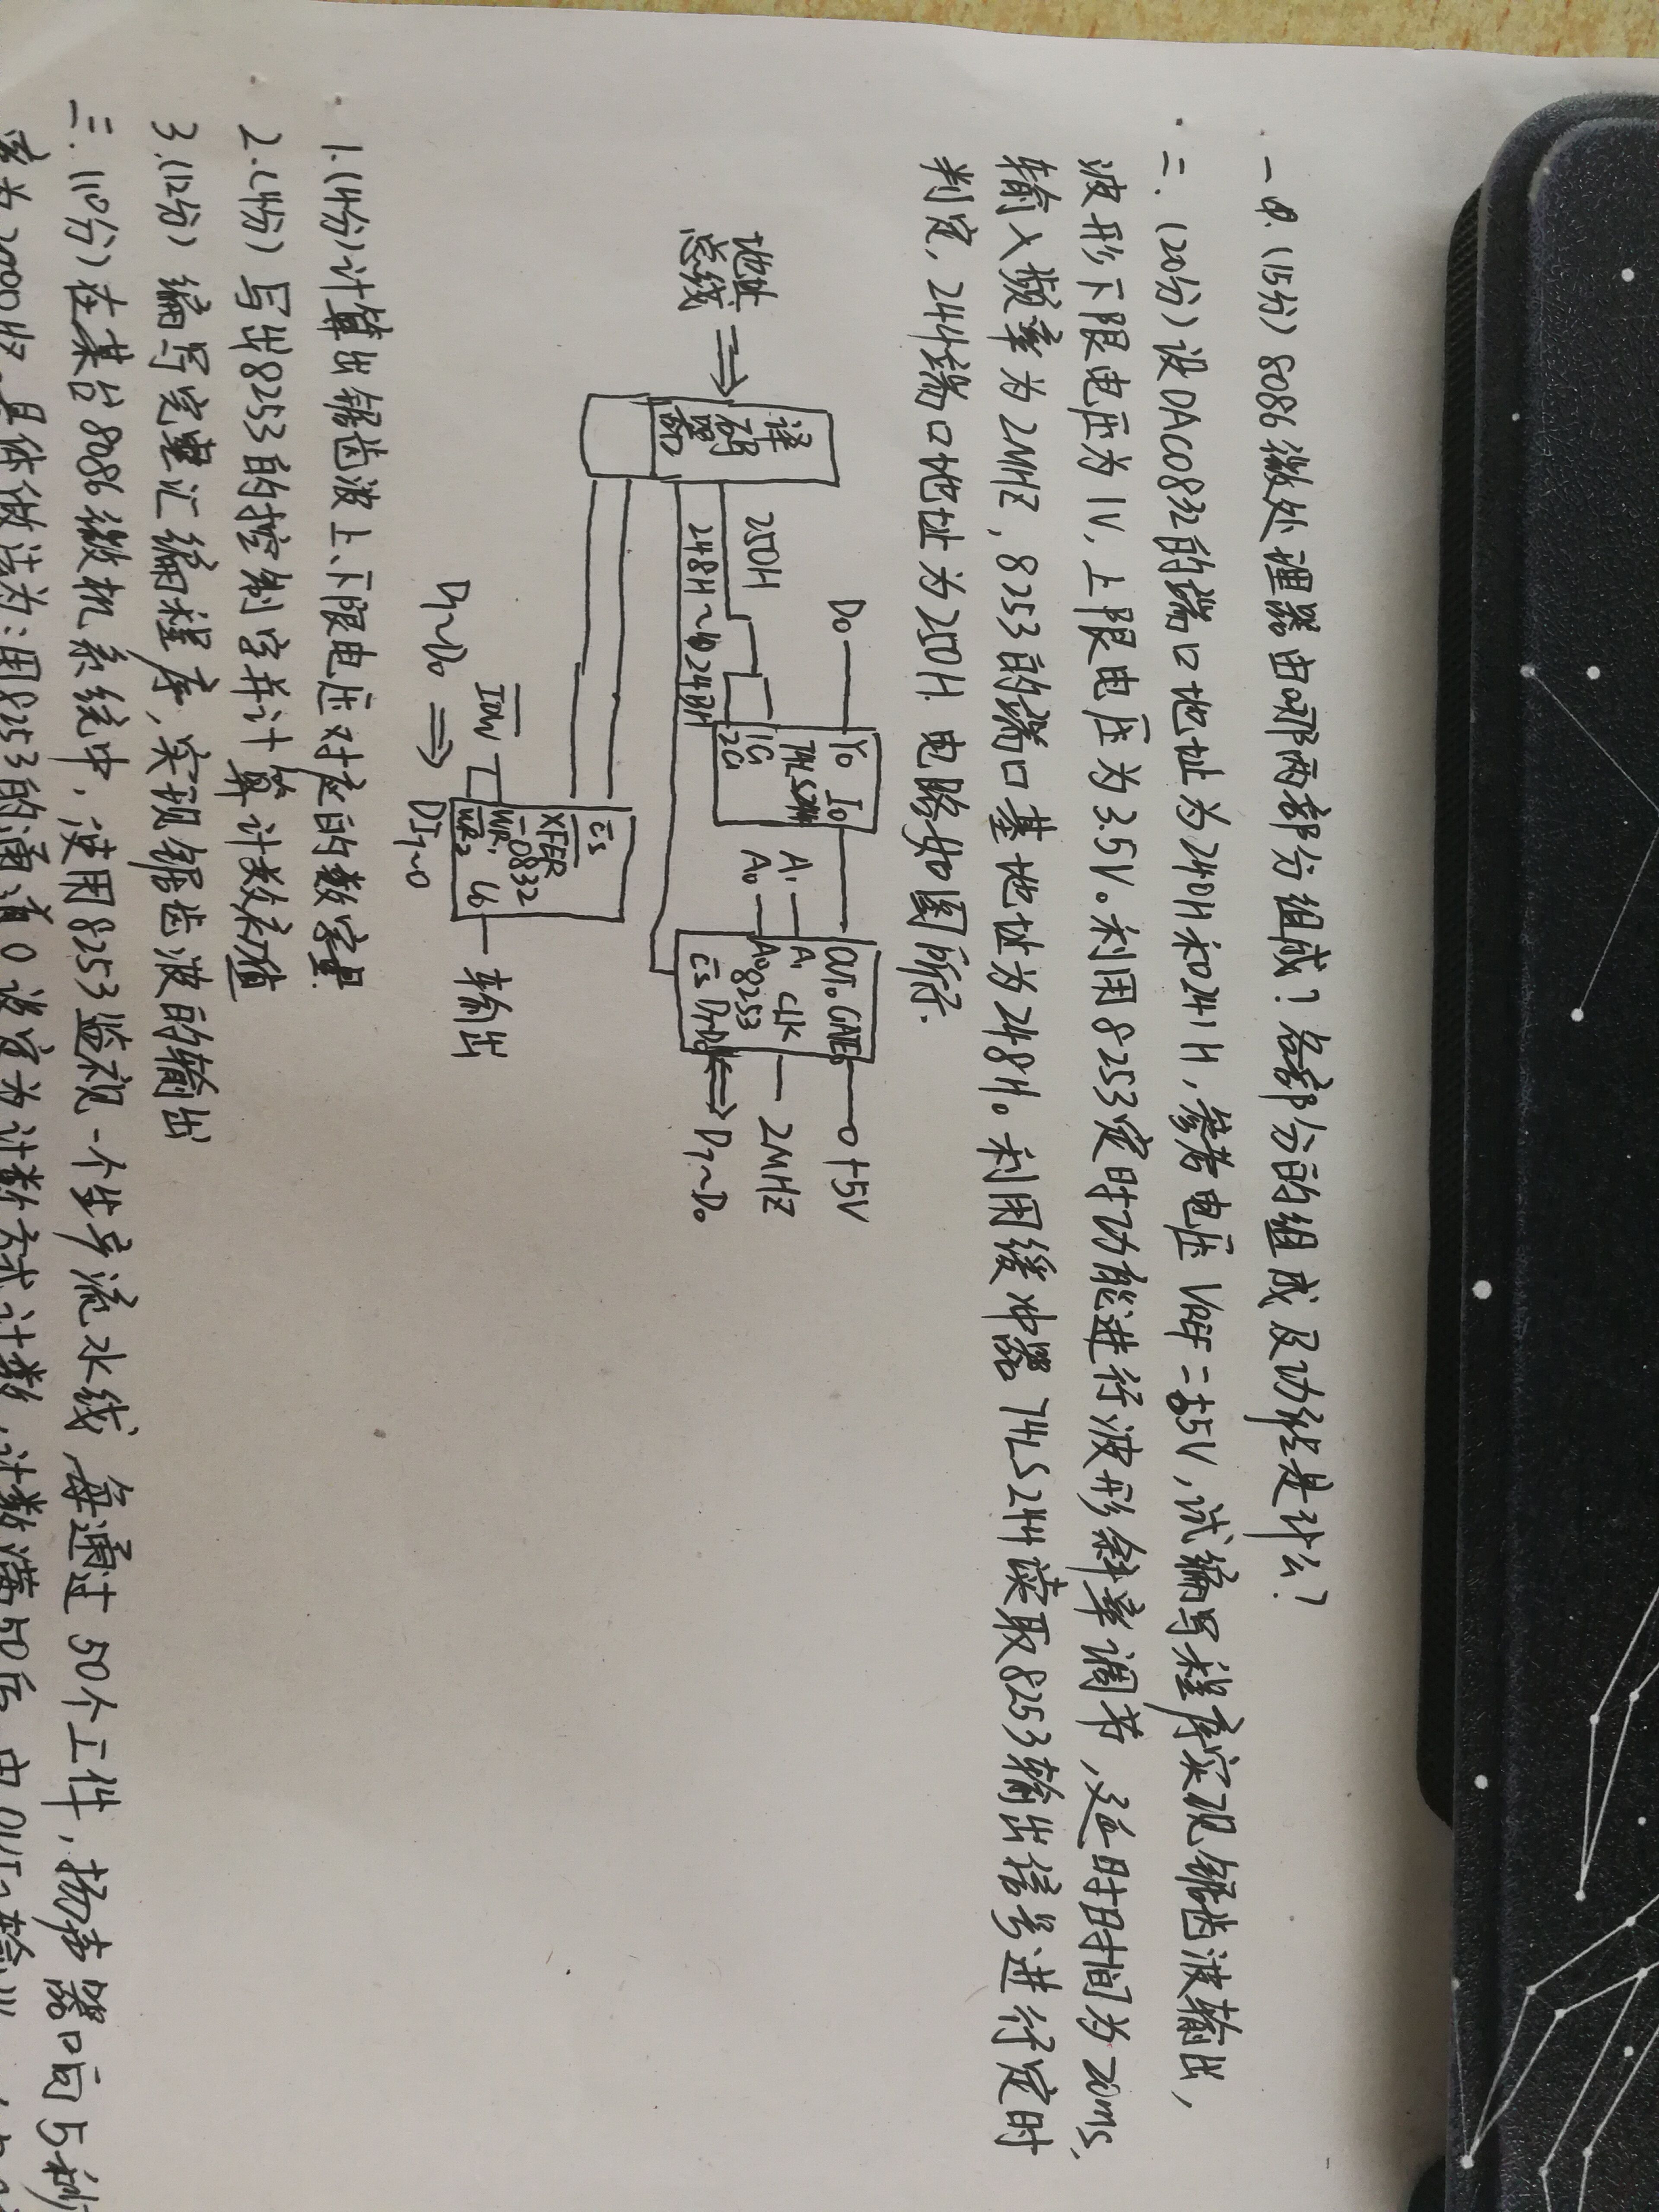 一. (15分) 8086微处理器由哪两部分组成? 各部分的组成及功能是什么?
二. (20分) 设DAC0832的端口地址为240H和241H, 参考电压 VREF=±5V, 试编写程序实现锯齿波输出,
波形下限电压为1V, 上限电压为3.5V。利用8253定时功能进行波形斜率调节, 延时时间为20ms,
输入频率为2MHZ, 8253的端口基地址为248H。利用缓冲器74LS244读取8253输出信号进行定时
判定, 244端口地址为250H. 电路如图所示.
D0 Y0 I0 OUT0 GATE0 +5V
74LS244
A1 A1 CLK 2MHZ
A0 A0 8253
译码器
地址总线
250H
1G
2G
248H~24BH
CS D7~D0 D7~D0
CS
XFER
0832
IOW WR1
WR2 U0 输出
D7~D0 DI7~0
1.(4分) 计算出锯齿波上、下限电压对应的数字量.
2.(4分) 写出8253的控制字并计算计数初值
3.(12分) 编写完整汇编程序, 实现锯齿波的输出
三. (10分) 在某台8086微机系统中, 使用8253监视一个生产流水线, 每通过50个工件, 扬声器响5秒
率为2000HZ. 具体做法为: 用8253的通道0设定为计数方式计数, 计数满50后, 由OUT0输出